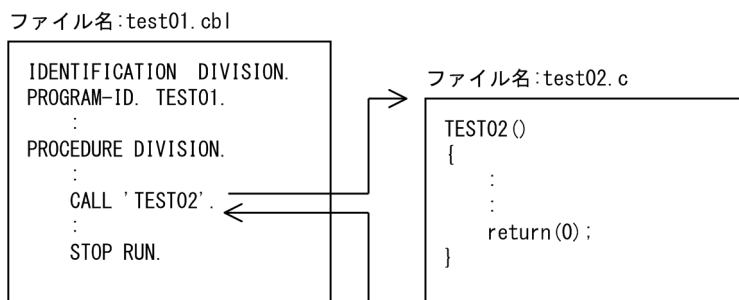 ファイル名:test01.cbl
IDENTIFICATION  DIVISION.
PROGRAM-ID. TEST01.
:
PROCEDURE DIVISION.
:
CALL 'TEST02'.
:
STOP RUN.
ファイル名:test02.c
TEST02()
{
:
:
return(0);
}